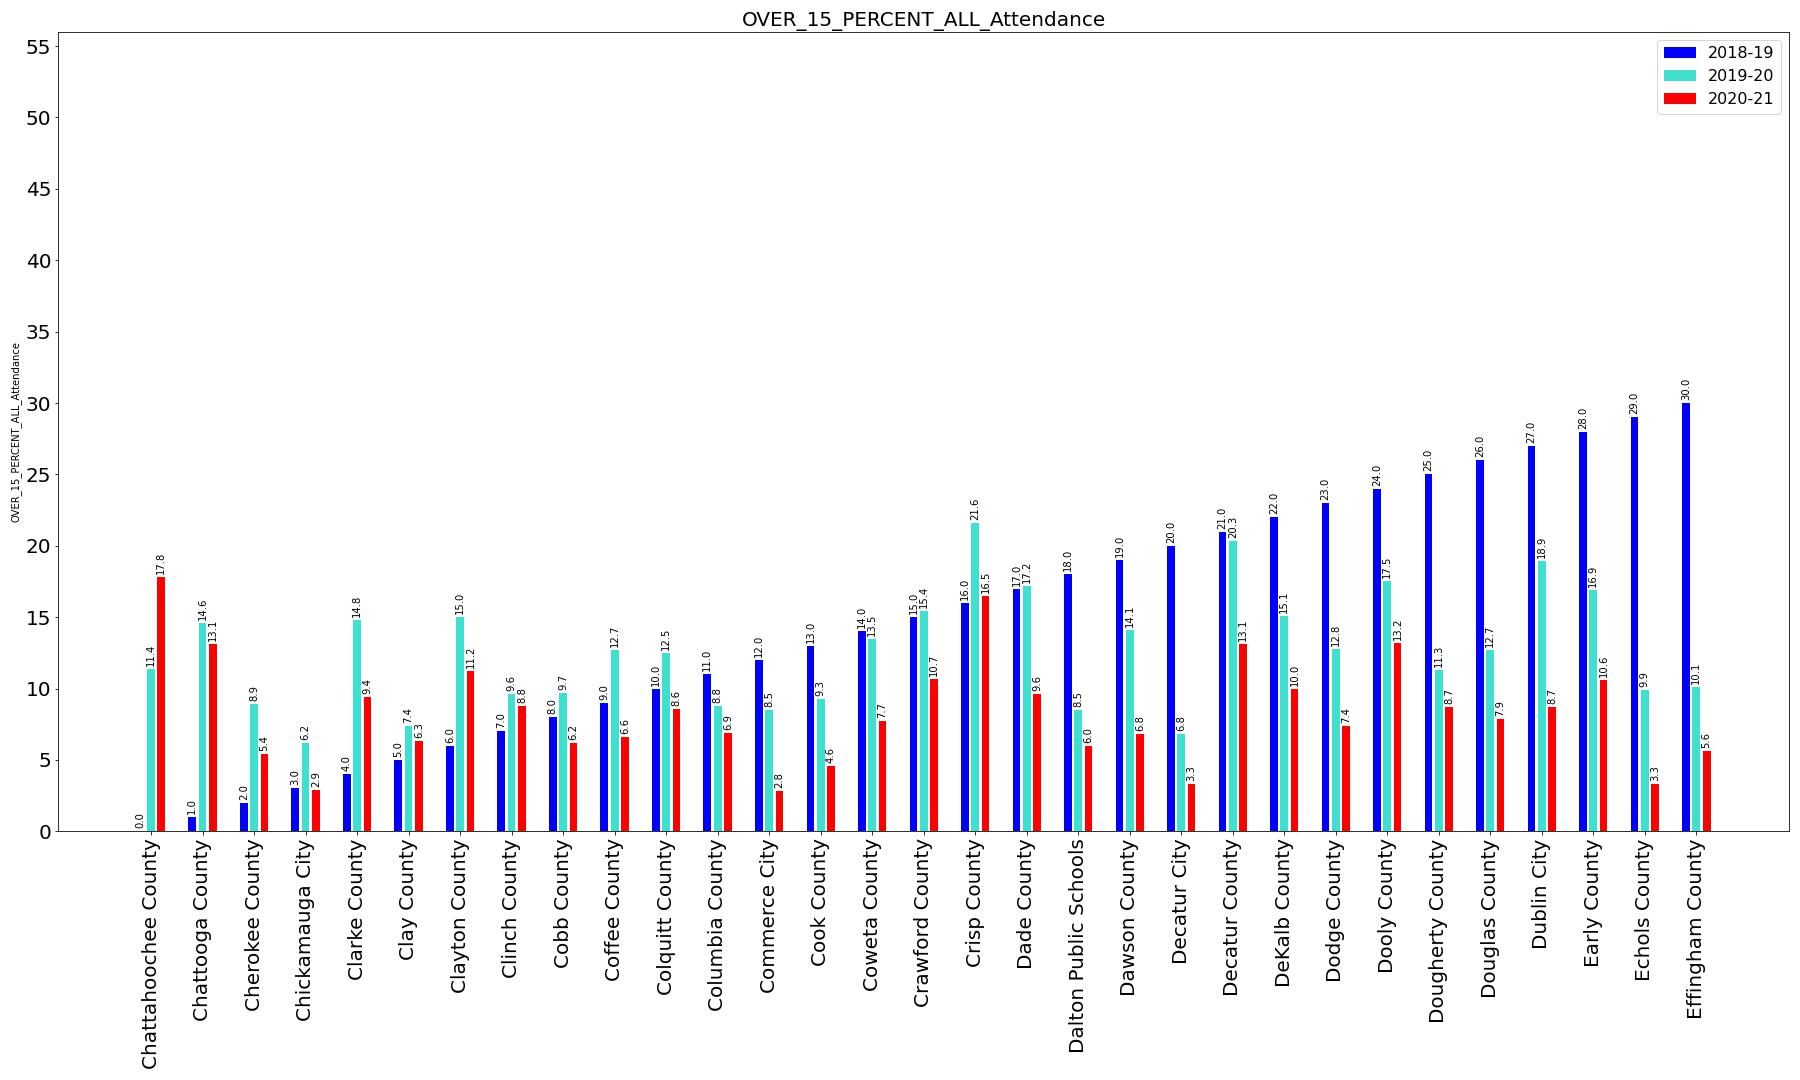 OVER_15_PERCENT_ALL_Attendance
2018-19
2019-20
2020-21
OVER_15_PERCENT_ALL_Attendance
55
50
45
40
35
30
25
20
15
10
5
0
0.0 11.4 17.8
1.0 14.6 13.1
2.0 8.9 5.4
3.0 6.2 2.9
4.0 14.8 9.4
5.0 7.4 6.3
6.0 15.0 11.2
7.0 9.6 8.8
8.0 9.7 6.2
9.0 12.7 6.6
10.0 12.5 8.6
11.0 8.8 6.9
12.0 8.5 2.8
13.0 9.3 4.6
14.0 13.5 7.7
15.0 15.4 10.7
16.0 21.6 16.5
17.0 17.2 9.6
18.0 8.5 6.0
19.0 14.1 6.8
20.0 6.8 3.3
21.0 20.3 13.1
22.0 15.1 10.0
23.0 12.8 7.4
24.0 17.5 13.2
25.0 11.3 8.7
26.0 12.7 7.9
27.0 18.9 8.7
28.0 16.9 10.6
29.0 9.9 3.3
30.0 10.1 5.6
Chattahoochee County
Chattooga County
Cherokee County
Chickamauga City
Clarke County
Clay County
Clayton County
Clinch County
Cobb County
Coffee County
Colquitt County
Columbia County
Commerce City
Cook County
Coweta County
Crawford County
Crisp County
Dade County
Dalton Public Schools
Dawson County
Decatur City
Decatur County
DeKalb County
Dodge County
Dooly County
Dougherty County
Douglas County
Dublin City
Early County
Echols County
Effingham County